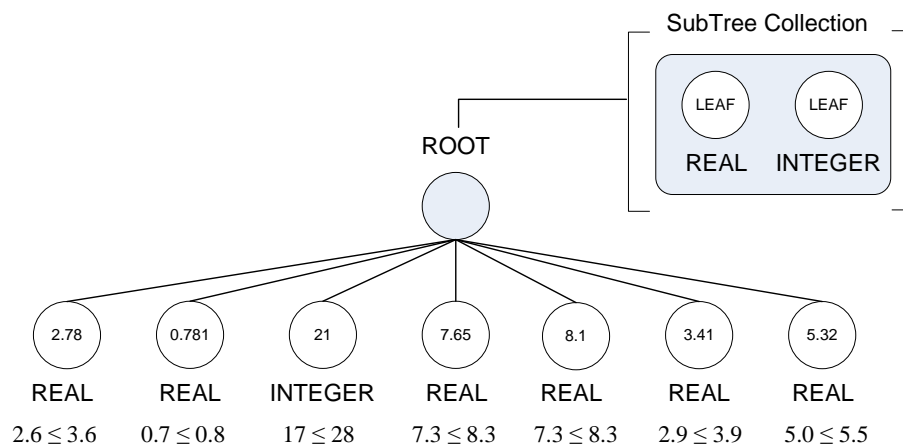 SubTree Collection
LEAF LEAF
REAL INTEGER
ROOT
2.78 0.781 21 7.65 8.1 3.41 5.32
REAL REAL INTEGER REAL REAL REAL REAL
2.6 ≤ 3.6 0.7 ≤ 0.8 17 ≤ 28 7.3 ≤ 8.3 7.3 ≤ 8.3 2.9 ≤ 3.9 5.0 ≤ 5.5